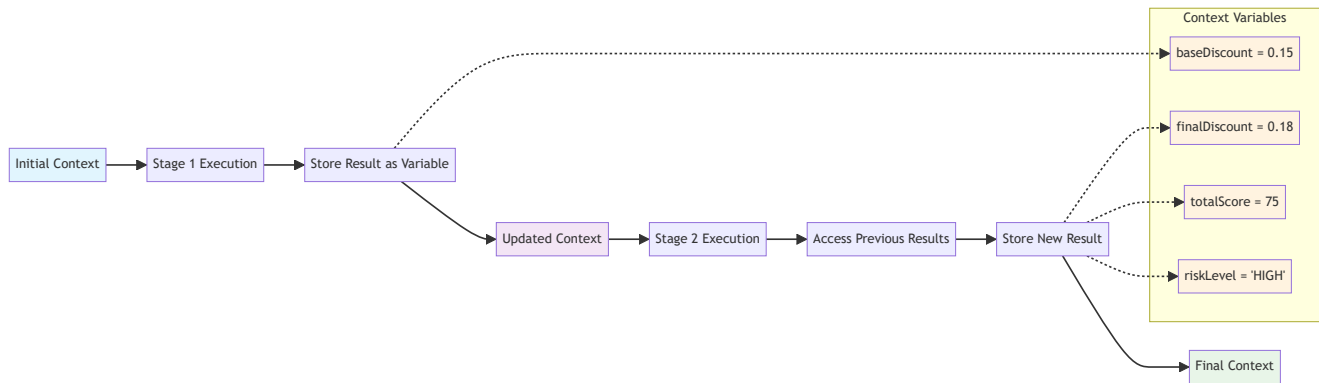 Context Variables
baseDiscount = 0.15
finalDiscount = 0.18
Initial Context
Stage 1 Execution
Store Result as Variable
totalScore = 75
Updated Context
Stage 2 Execution
Access Previous Results
Store New Result
riskLevel = 'HIGH'
Final Context